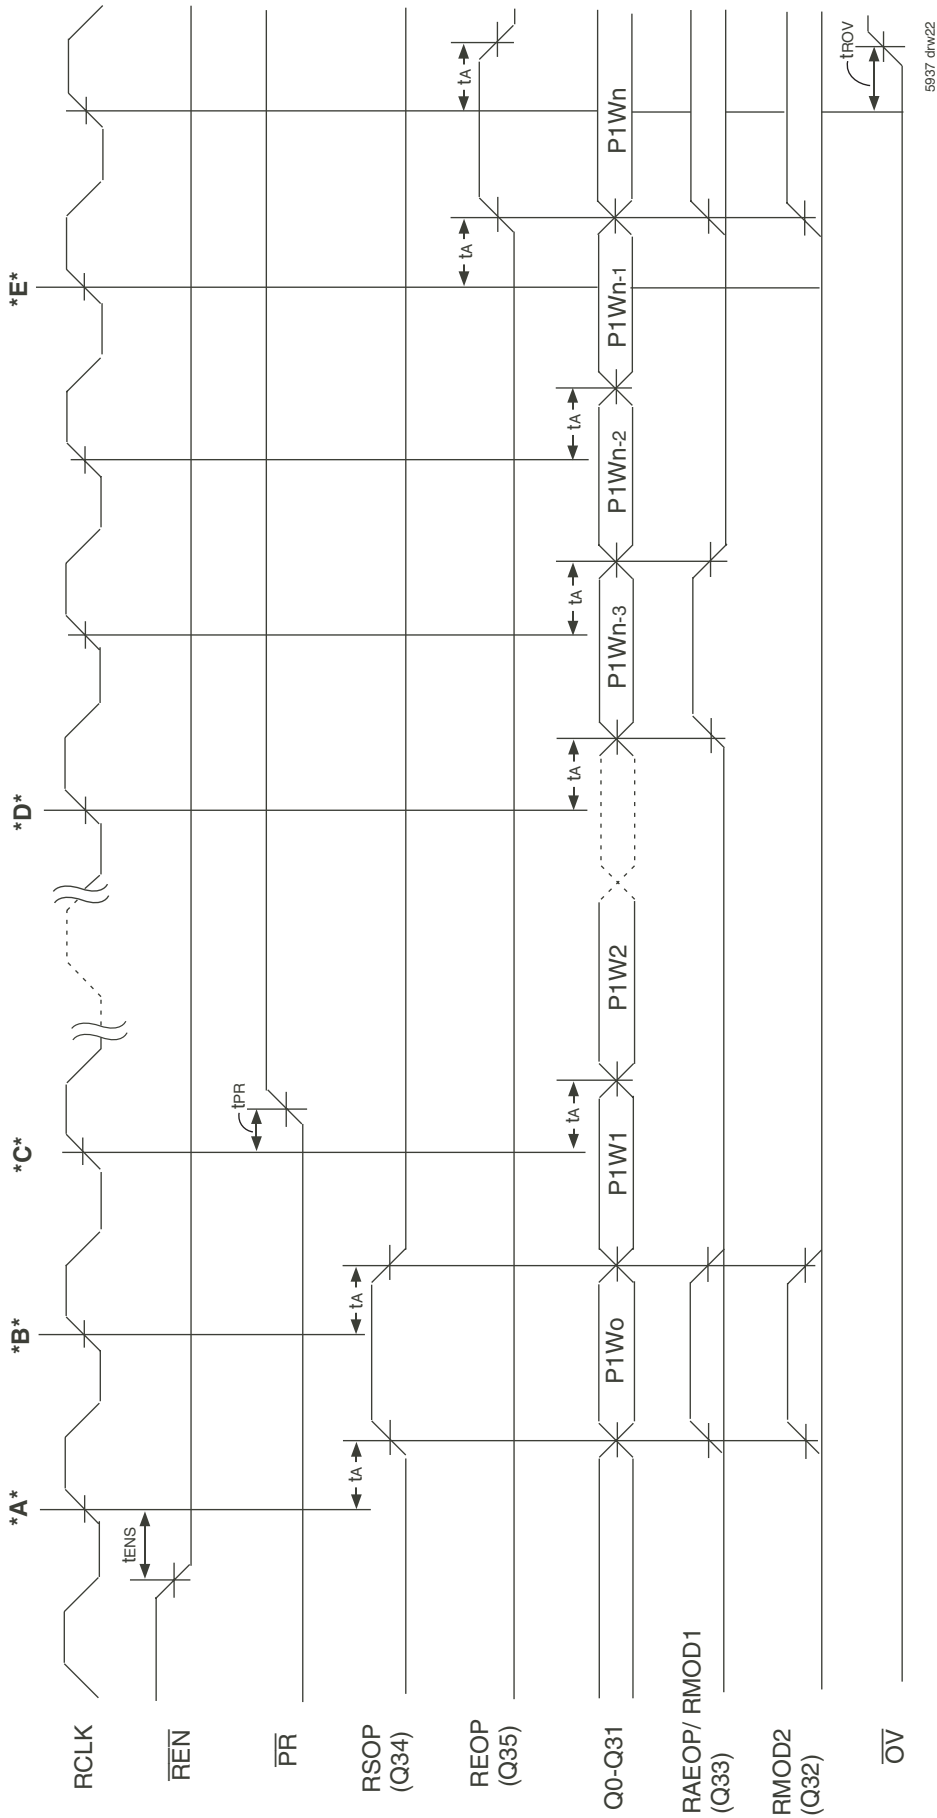 *A*
*B*
*C*
*D*
*E*
RCLK
tENS
REN
tPR
PR
tA
tA
RSOP
(Q34)
tA
tA
REOP
(Q35)
tA
tA
tA
tA
tA
Q0-Q31
P1Wo
P1W1
P1W2
P1Wn-3
P1Wn-2
P1Wn-1
P1Wn
RAEOP/ RMOD1
(Q33)
RMOD2
(Q32)
tROV
OV
5937 drw22